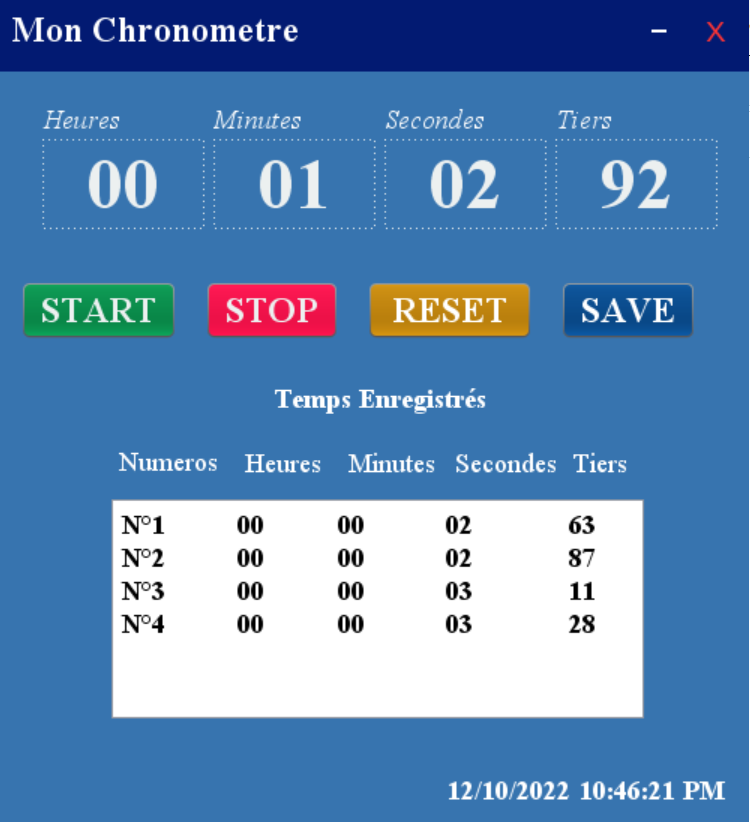 Mon Chronometre – X
Heures Minutes Secondes Tiers
00 01 02 92
START STOP RESET SAVE
Temps Enregistrés
Numeros Heures Minutes Secondes Tiers
N°1 00 00 02 63
N°2 00 00 02 87
N°3 00 00 03 11
N°4 00 00 03 28
12/10/2022 10:46:21 PM